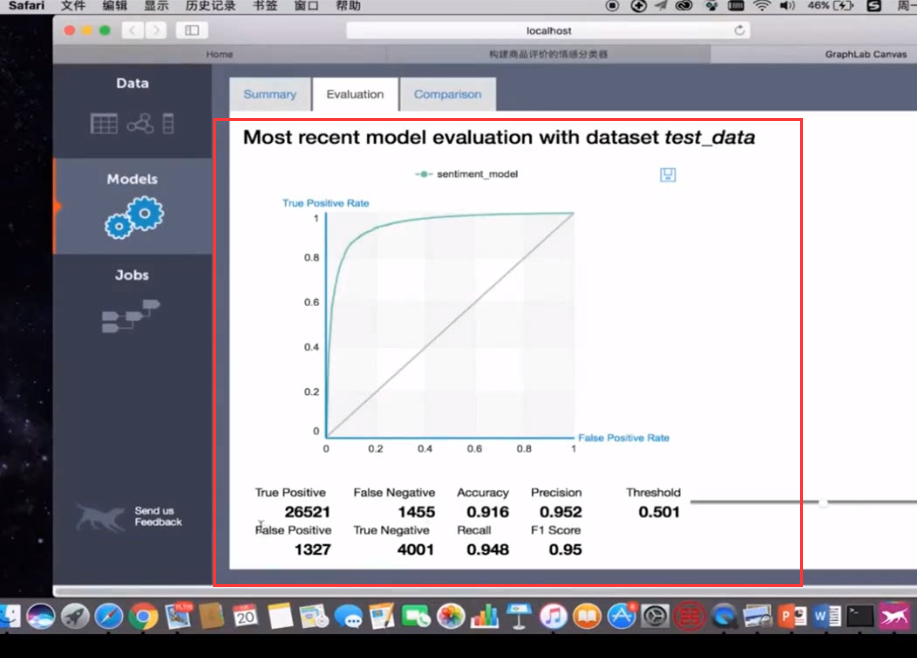 Safari 文件 编辑 显示 历史记录 书签 窗口 帮助 46% 周一
localhost
Home 构建商品评价的情感分类器 GraphLab Canvas
Data
Summary Evaluation Comparison
Most recent model evaluation with dataset test_data
sentiment_model
Models
True Positive Rate
1
0.8
Jobs
0.6
0.4
0.2
0
False Positive Rate
0 0.2 0.4 0.6 0.8 1
True Positive False Negative Accuracy Precision Threshold
26521 1455 0.916 0.952 0.501
Send us
Feedback
False Positive True Negative Recall F1 Score
1327 4001 0.948 0.95
20